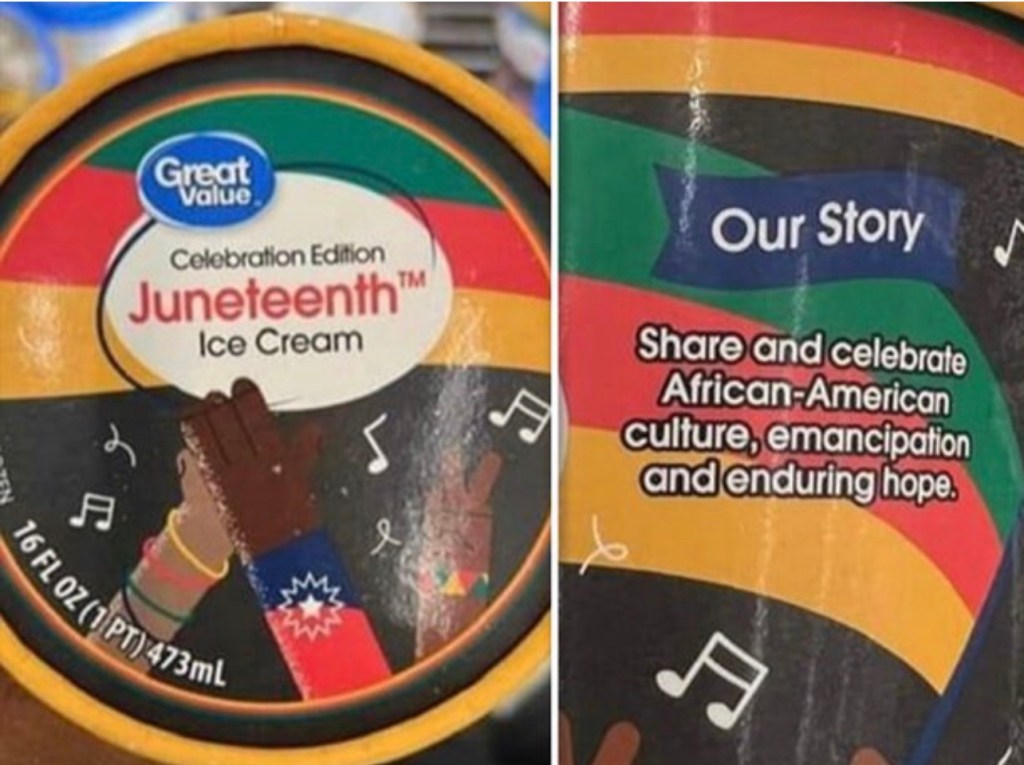 Great
Value™
Celebration Edition
Juneteenth™
Ice Cream
16 FL OZ (1 PT) 473mL
Our Story
Share and celebrate
African-American
culture, emancipation
and enduring hope.